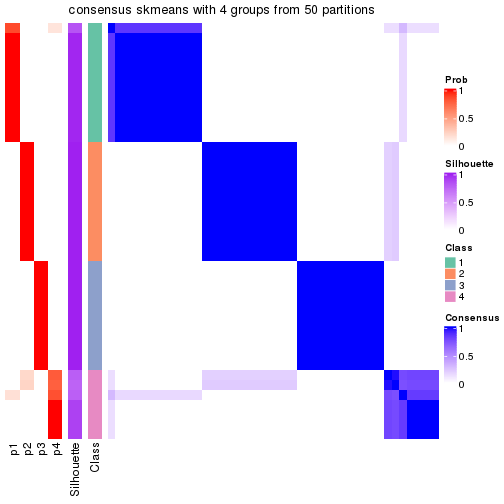 consensus skmeans with 4 groups from 50 partitions
Prob
1
0.5
0
Silhouette
1
0.5
0
Class
1
2
3
4
Consensus
1
0.5
0
p1
p2
p3
p4
Silhouette
Class